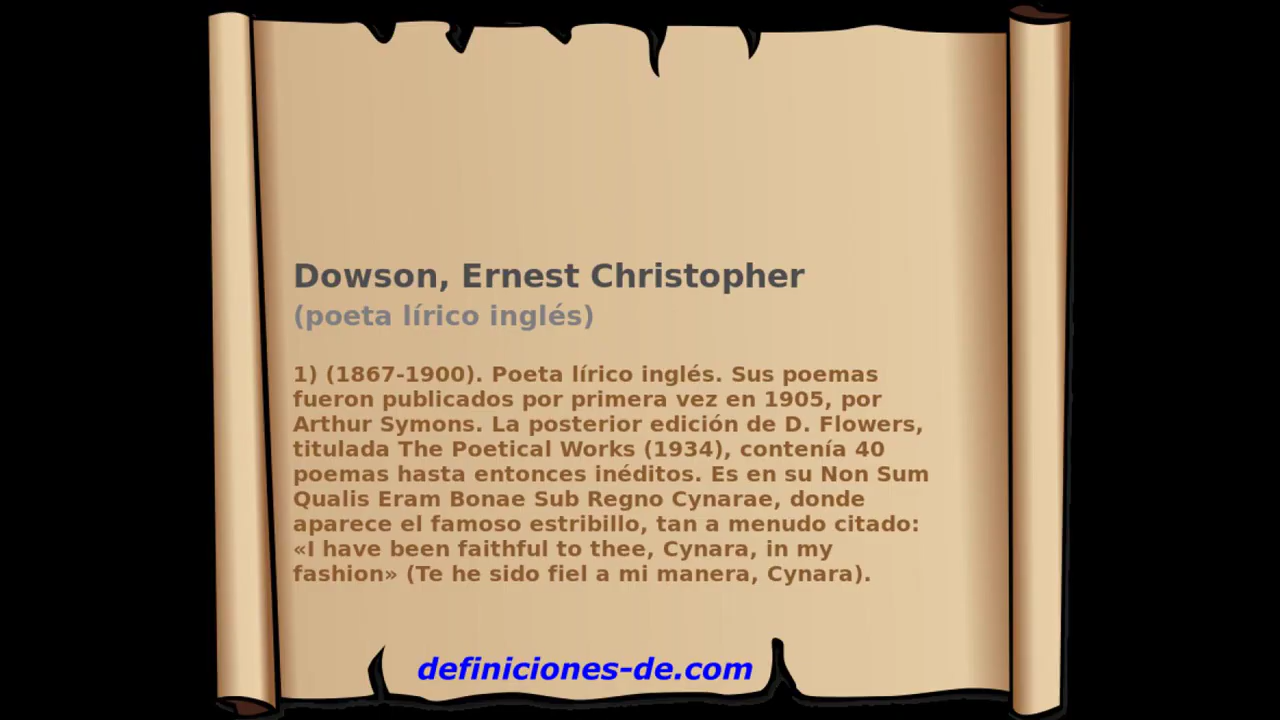 Dowson, Ernest Christopher
(poeta lírico inglés)
1) (1867-1900). Poeta lírico inglés. Sus poemas
fueron publicados por primera vez en 1905, por
Arthur Symons. La posterior edición de D. Flowers,
titulada The Poetical Works (1934), contenía 40
poemas hasta entonces inéditos. Es en su Non Sum
Qualis Eram Bonae Sub Regno Cynarae, donde
aparece el famoso estribillo, tan a menudo citado:
«I have been faithful to thee, Cynara, in my
fashion» (Te he sido fiel a mi manera, Cynara).
definiciones-de.com